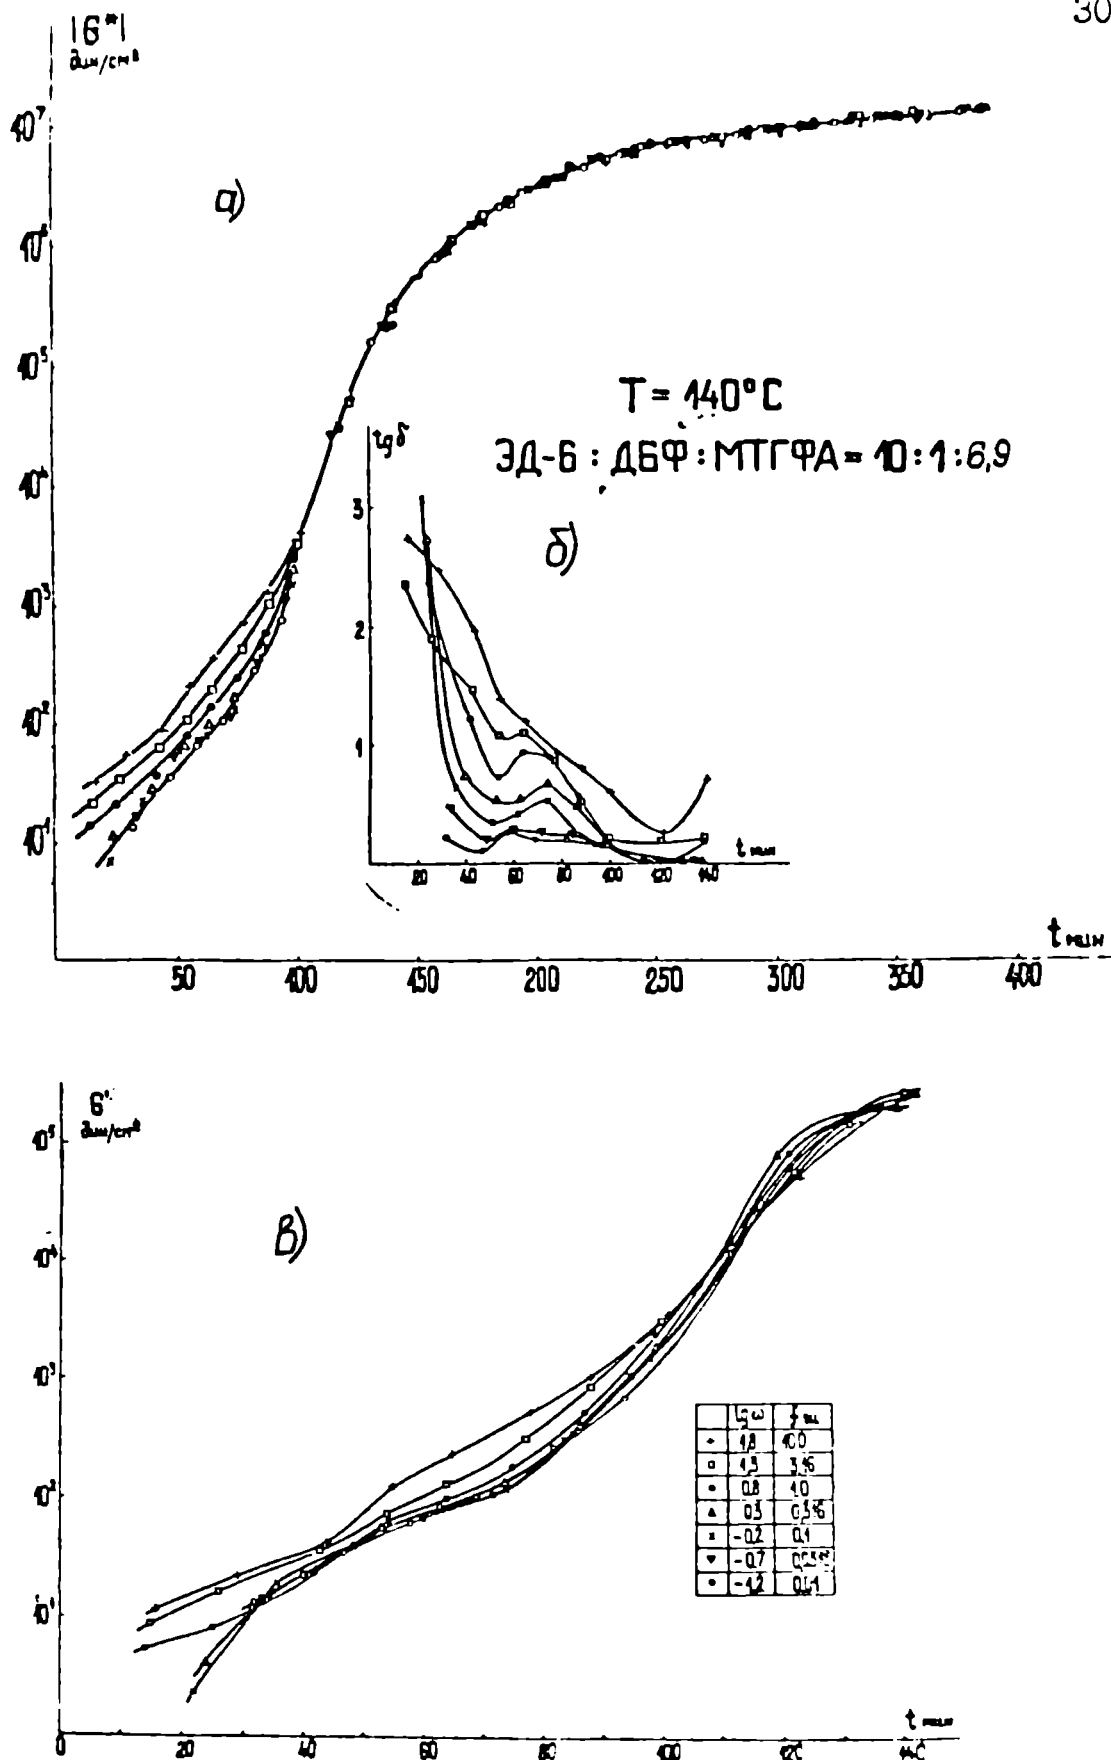 30
|G*|
дин/см²
10⁷
а)
10⁶
10⁵
T = 140°C
tgδ
ЭД-6 : ДБФ : МТГФА = 10:1:6,9
10⁴
3
б)
10³
2
10²
1
10¹
t мин
20 40 60 80 100 120 140
t мин
50 100 150 200 250 300 350 400
G'
дин/см²
10⁵
в)
10⁴
10³
lg ω
1,8 10,0
1,3 3,16
10² 0,8 1,0
0,3 0,316
-0,2 0,1
-0,7
10¹ -1,2 0,01
t мин
0 20 40 60 80 100 120 140